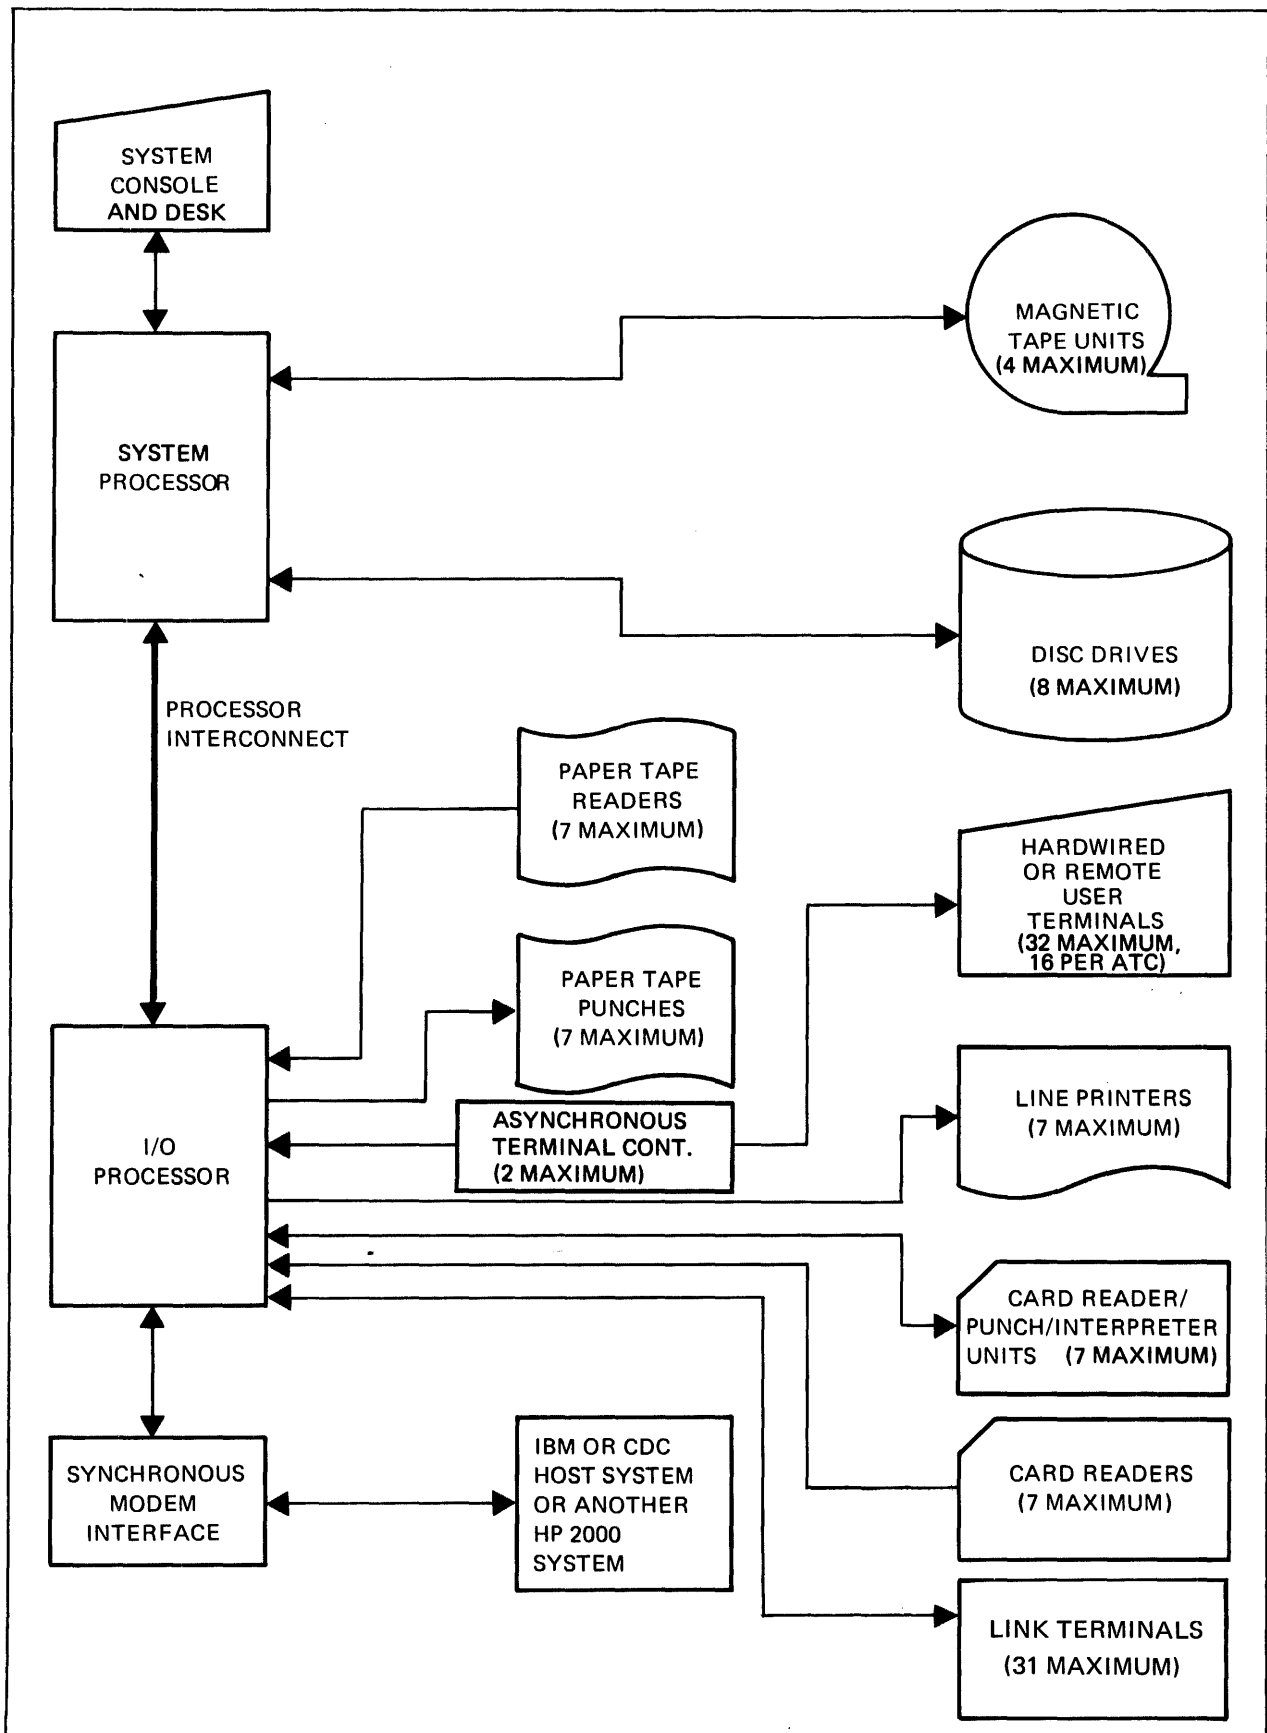 SYSTEM
CONSOLE
AND DESK
MAGNETIC
TAPE UNITS
(4 MAXIMUM)
SYSTEM
PROCESSOR
DISC DRIVES
(8 MAXIMUM)
PROCESSOR
INTERCONNECT
PAPER TAPE
READERS
(7 MAXIMUM)
HARDWIRED
OR REMOTE
USER
TERMINALS
(32 MAXIMUM,
16 PER ATC)
PAPER TAPE
PUNCHES
(7 MAXIMUM)
LINE PRINTERS
(7 MAXIMUM)
ASYNCHRONOUS
TERMINAL CONT.
(2 MAXIMUM)
I/O
PROCESSOR
CARD READER/
PUNCH/INTERPRETER
UNITS (7 MAXIMUM)
SYNCHRONOUS
MODEM
INTERFACE
IBM OR CDC
HOST SYSTEM
OR ANOTHER
HP 2000
SYSTEM
CARD READERS
(7 MAXIMUM)
LINK TERMINALS
(31 MAXIMUM)